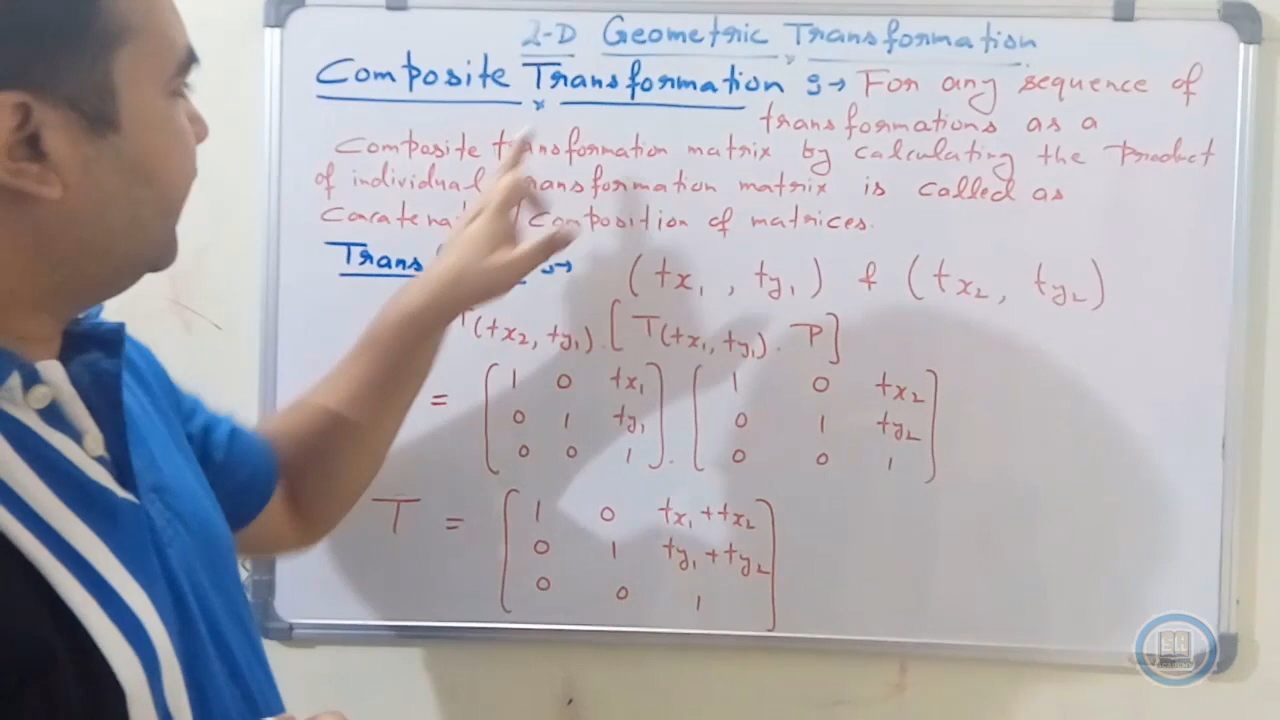 2-D Geometric Transformation
Composite Transformation :→ For any sequence of
transformations as a
Composite transformation matrix by calculating the Product
of individual transformation matrix is called as
composition of matrices.
Trans :→ (tx₁, ty₁) & (tx₂, ty₂)
T(tx₂, ty₁).[T(tx₁, ty₁). P]
= [1 0 tx₁] . [1 0 tx₂]
[0 1 ty₁] [0 1 ty₂]
[0 0 1] [0 0 1]
T = [1 0 tx₁+tx₂]
[0 1 ty₁+ty₂]
[0 0 1]
ACADEMY